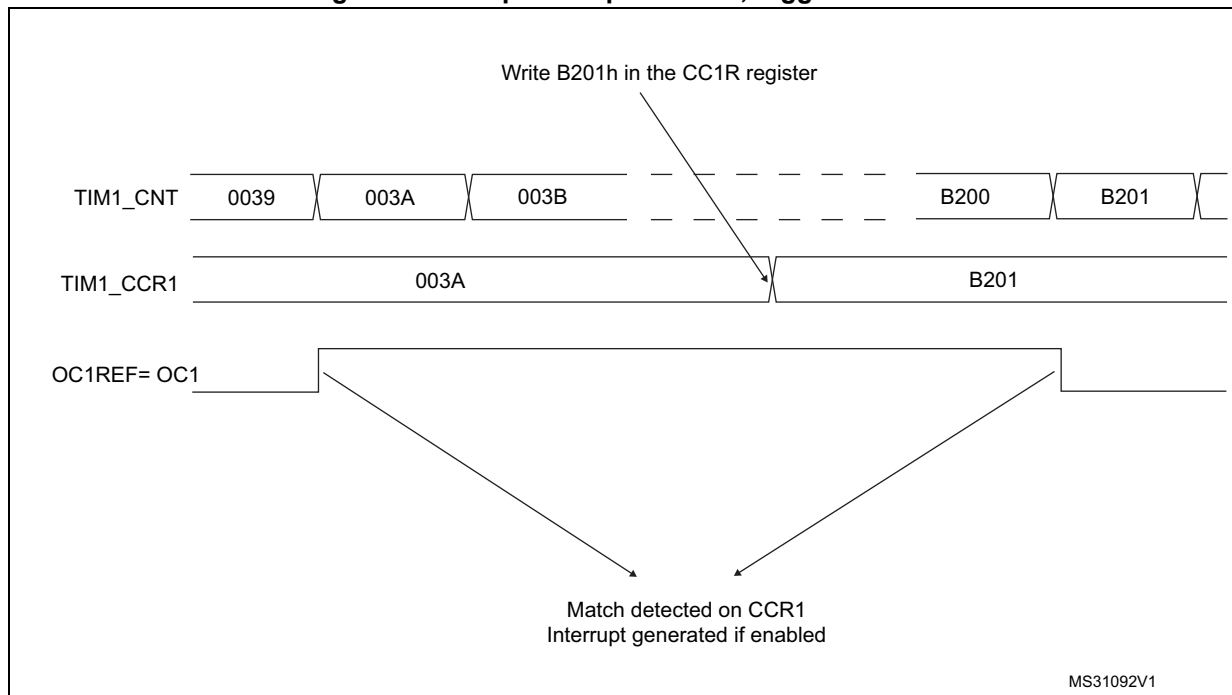 Write B201h in the CC1R register
TIM1_CNT 0039 003A 003B B200 B201
TIM1_CCR1 003A B201
OC1REF= OC1
Match detected on CCR1
Interrupt generated if enabled
MS31092V1